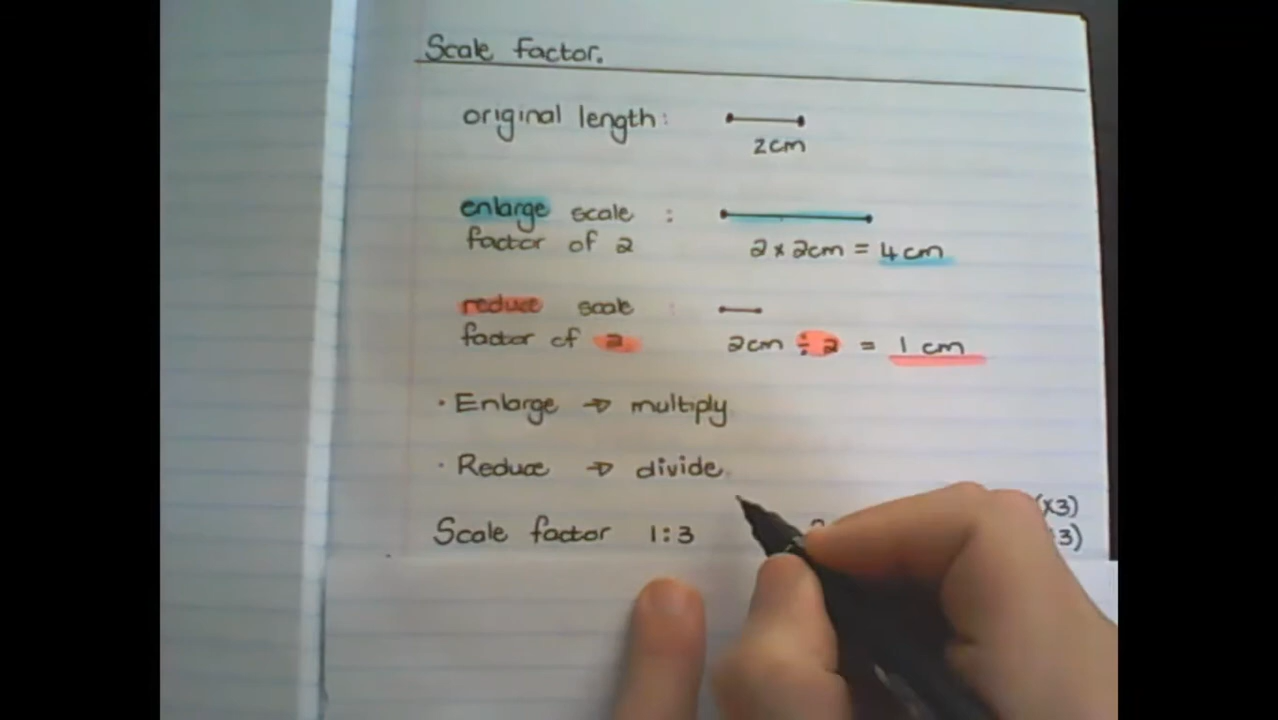 Scale factor.
original length:
2cm
enlarge scale :
factor of 2
2 × 2cm = 4cm
reduce scale :
factor of 2
2cm ÷ 2 = 1 cm
· Enlarge → multiply
· Reduce → divide
(x3)
Scale factor 1:3
3)